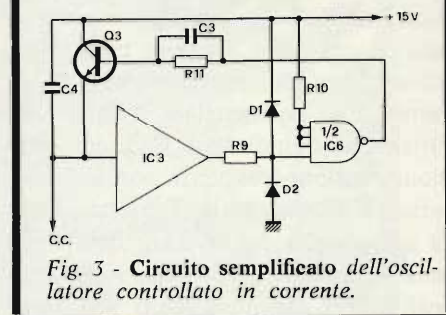 + 15V
Q3
C3
R11
C4
R10
D1
1/2
IC6
R9
IC3
D2
C.C.
Fig. 3 - Circuito semplificato dell'oscil-
latore controllato in corrente.